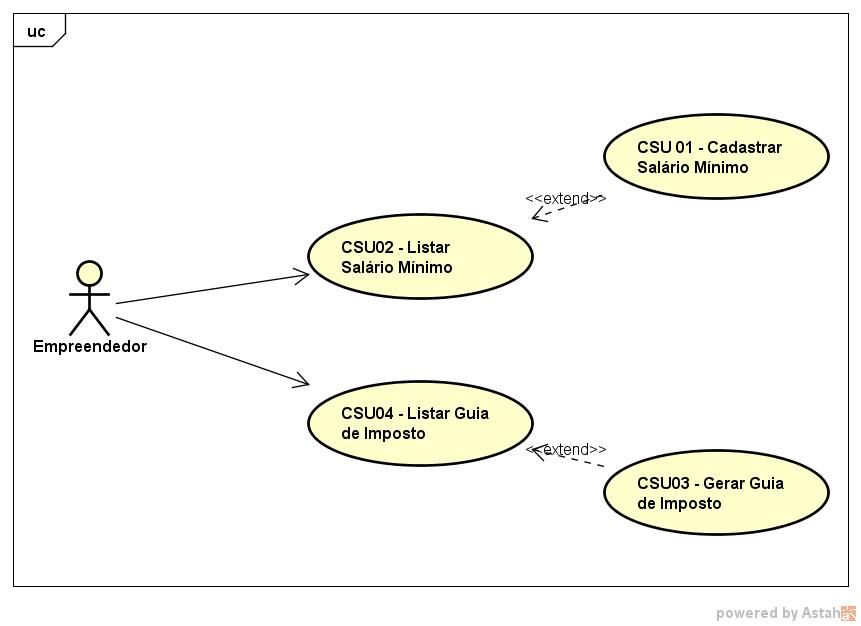 uc
CSU 01 - Cadastrar
Salário Mínimo
<<extend>>
CSU02 - Listar
Salário Mínimo
Empreendedor
CSU04 - Listar Guia
de Imposto
<<extend>>
CSU03 - Gerar Guia
de Imposto
powered by Astah